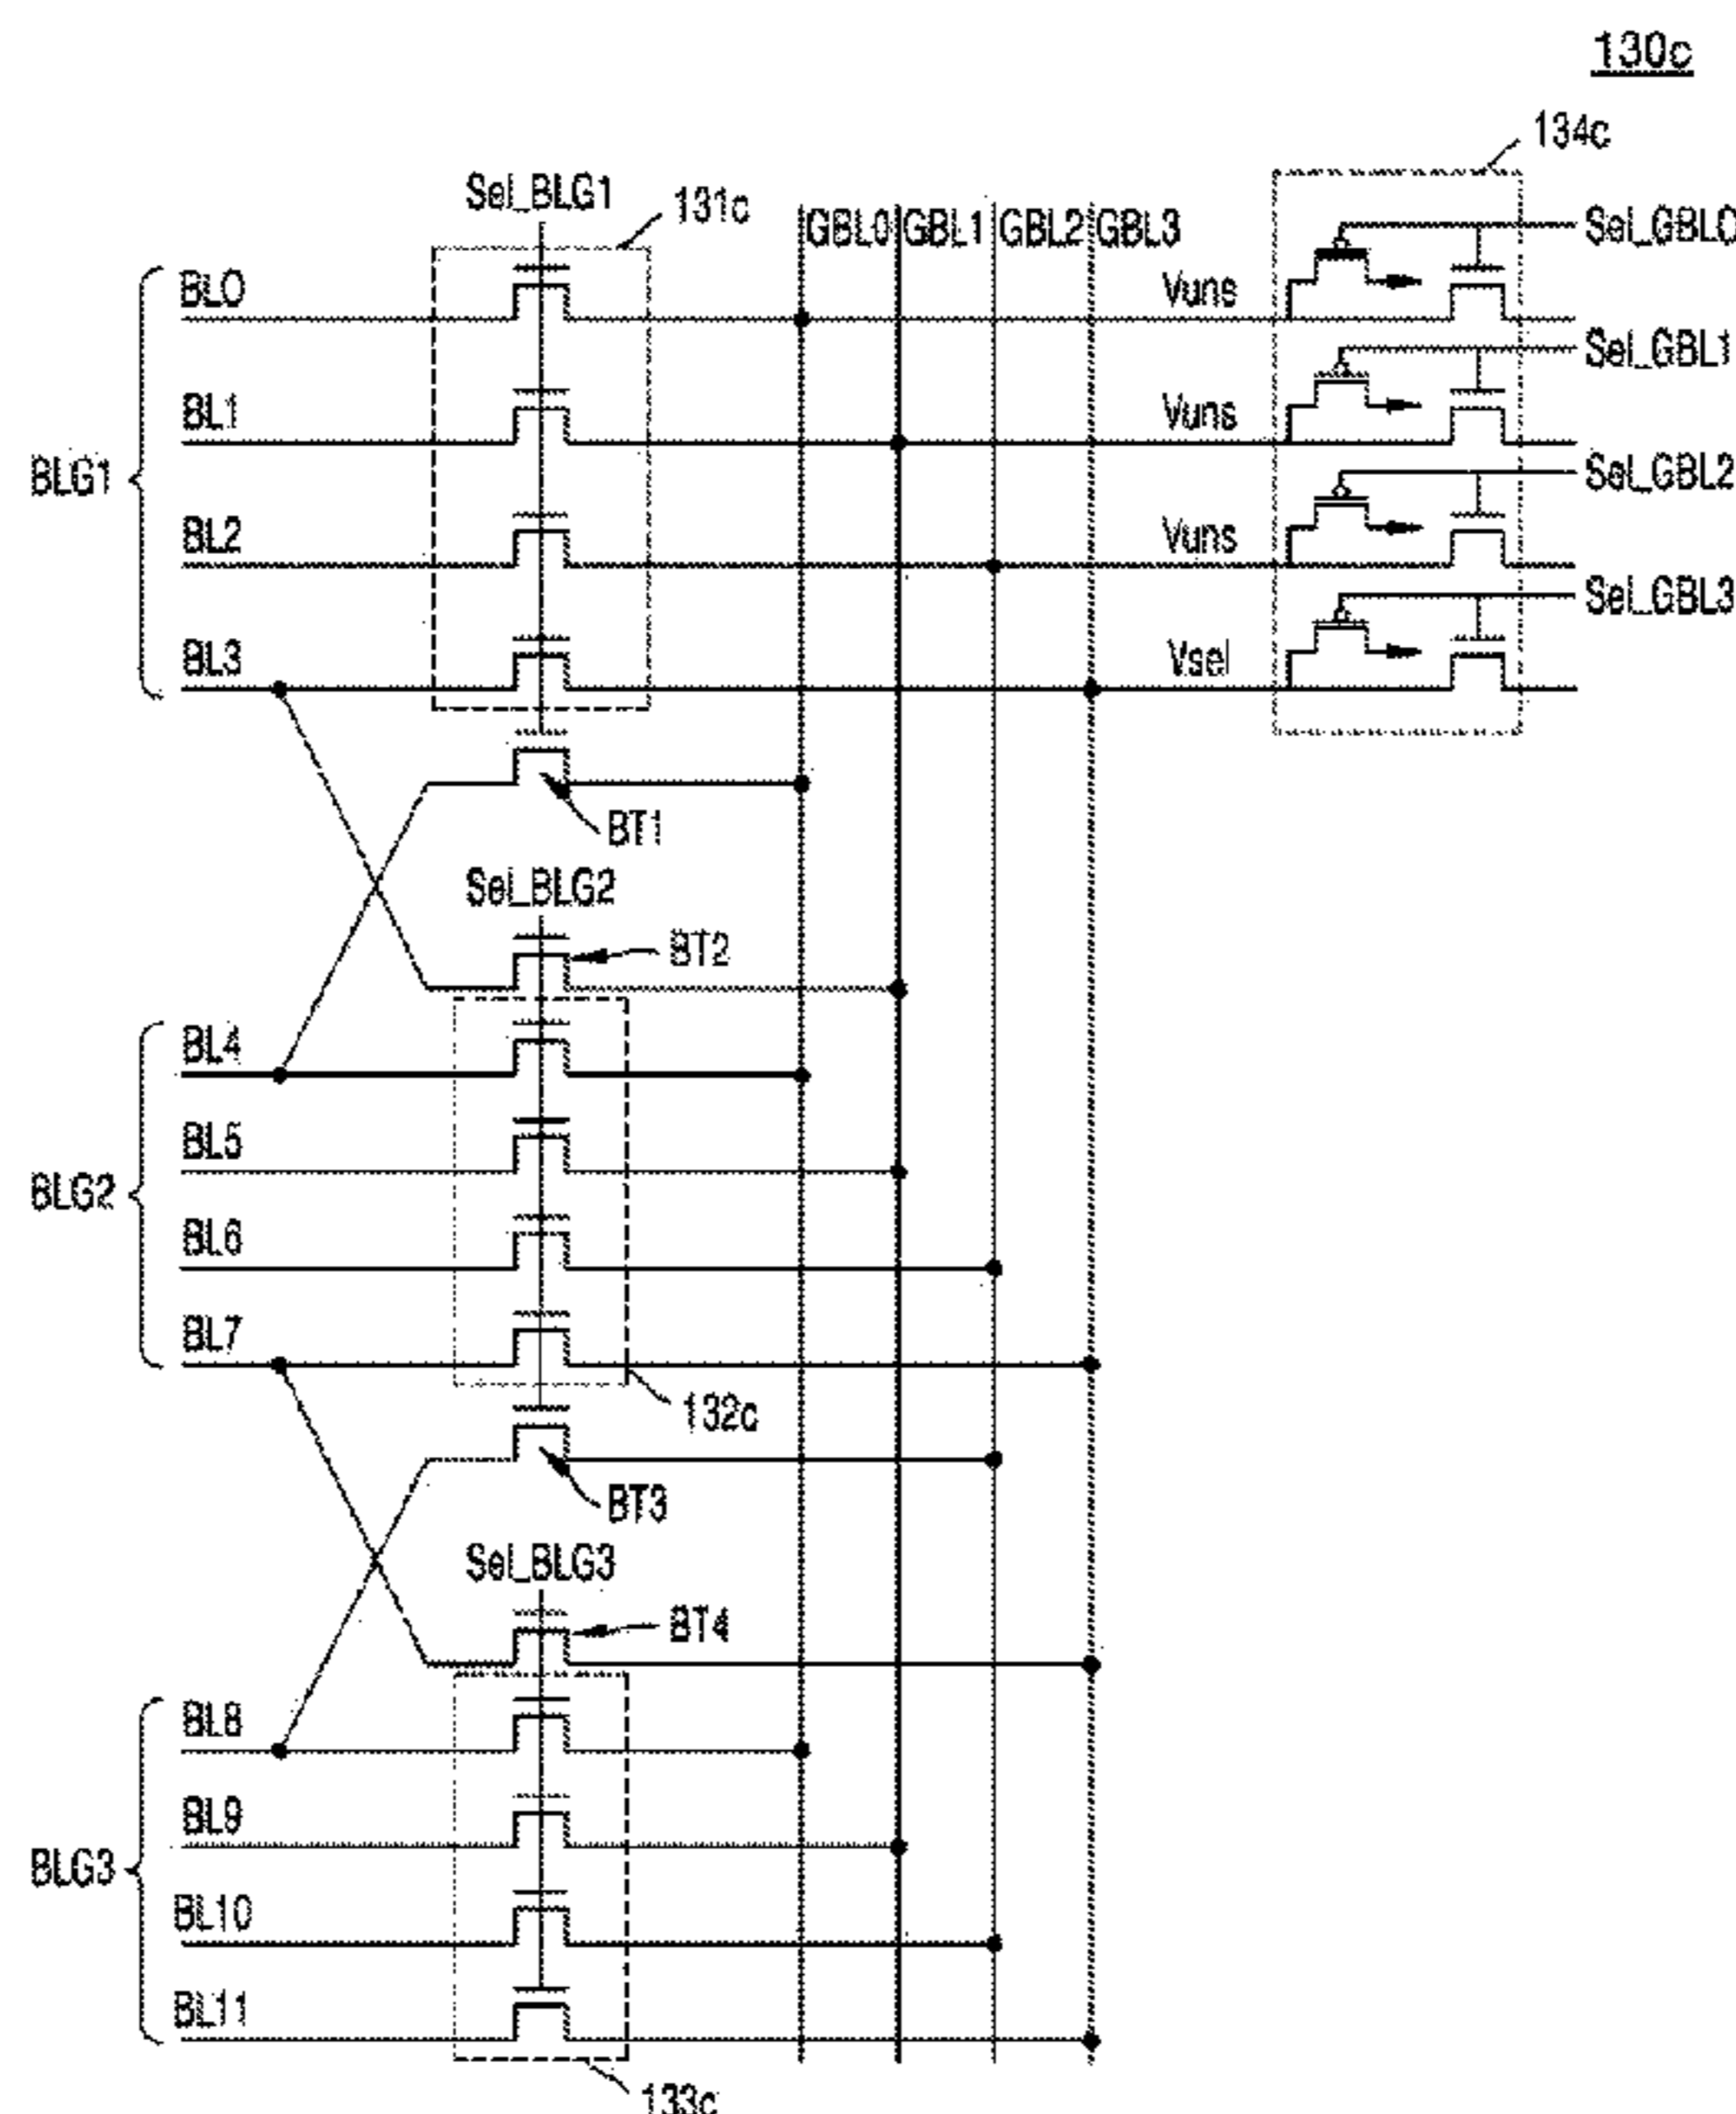 130c
134c
Sel_BLG1
131c
GBL0
GBL1
GBL2
GBL3
Sel_GBL0
BL0
Vuns
Sel_GBL1
BL1
Vuns
BLG1
Sel_GBL2
BL2
Vuns
Sel_GBL3
BL3
Vsel
BT1
Sel_BLG2
BT2
BL4
BL5
BLG2
BL6
BL7
132c
BT3
Sel_BLG3
BT4
BL8
BL9
BLG3
BL10
BL11
133c